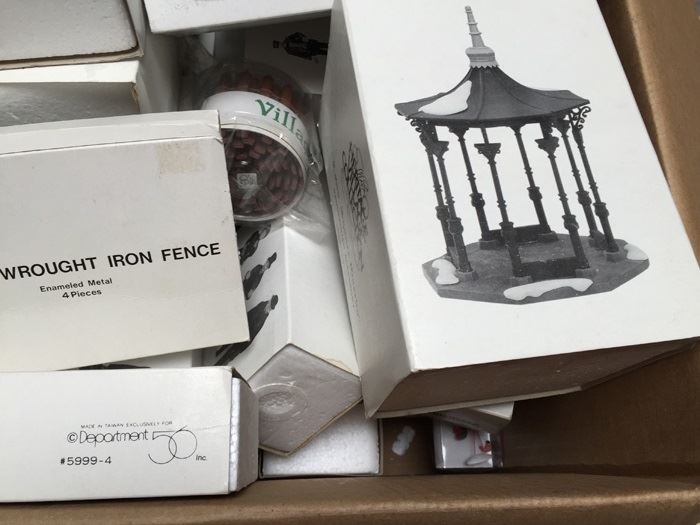 Villa
WROUGHT IRON FENCE
Enameled Metal
4 Pieces
MADE IN TAIWAN EXCLUSIVELY FOR
© Department 56 Inc.
#5999-4